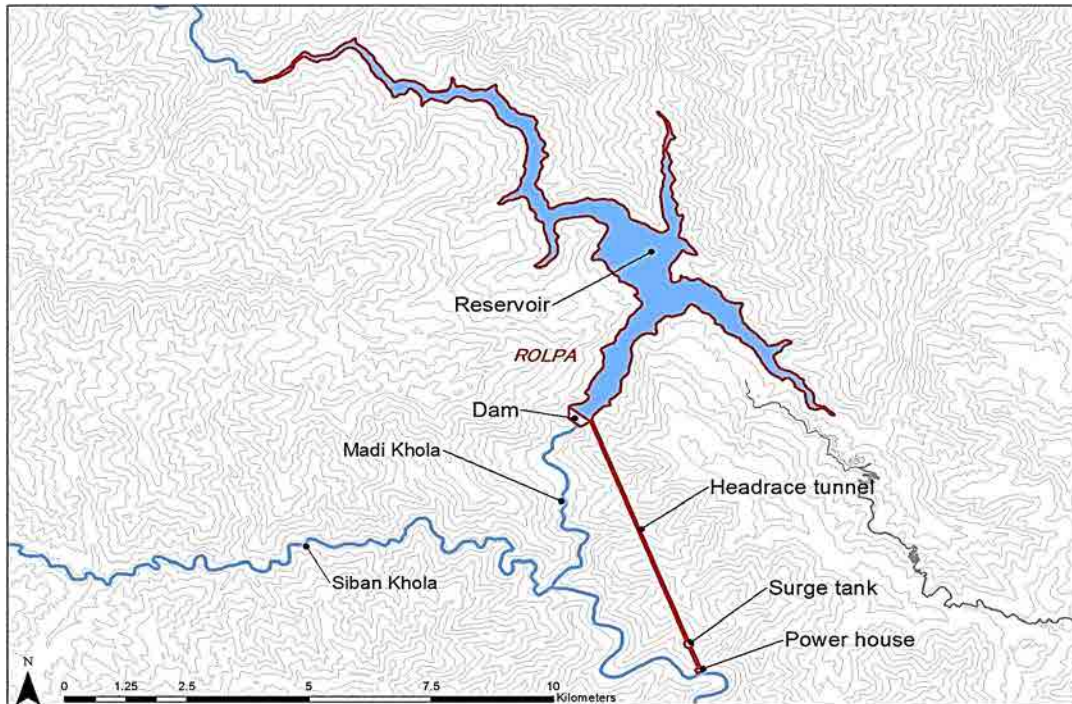 Reservoir
ROLPA
Dam
Madi Khola
Headrace tunnel
Siban Khola
Surge tank
Power house
N
0 1.25 2.5 5 7.5 10
Kilometers